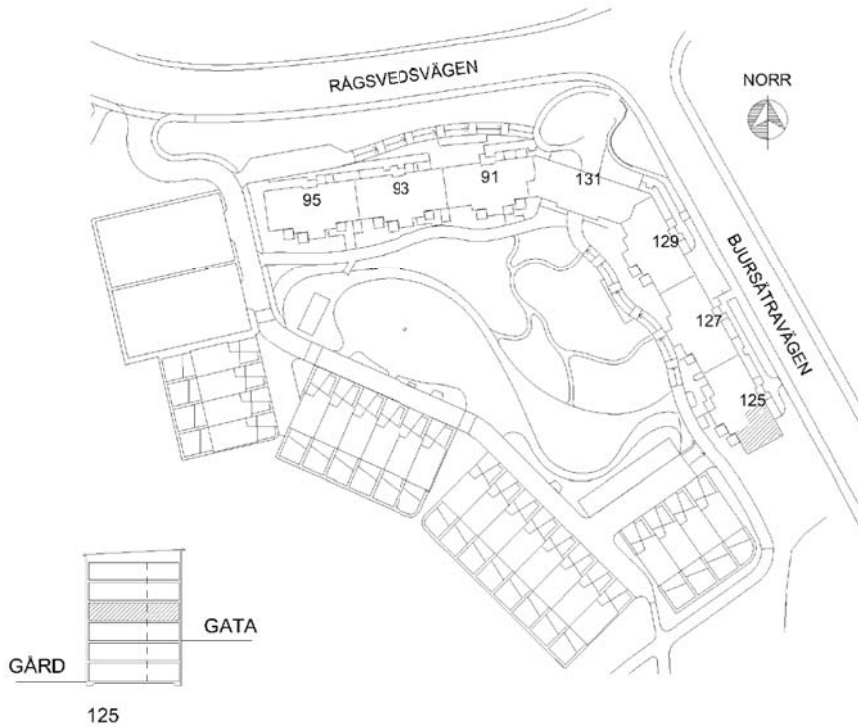 RÅGSVEDSVÄGEN
NORR
95
93
91
131
129
BJURSÄTRAVÄGEN
127
125
GATA
GÅRD
125